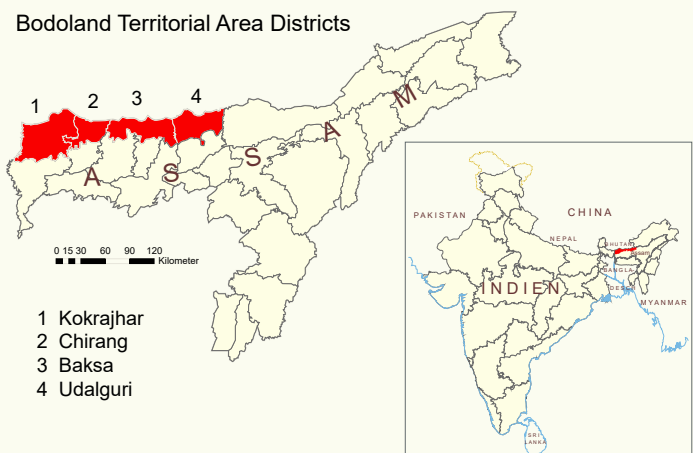 Bodoland Territorial Area Districts
1 2 3 4
A S S A M
0 15 30 60 90 120
Kilometer
1 Kokrajhar
2 Chirang
3 Baksa
4 Udalguri
PAKISTAN
CHINA
NEPAL
BHUTAN
Assam
INDIEN
BANGLA
DESCH
MYANMAR
SRI
LANKA